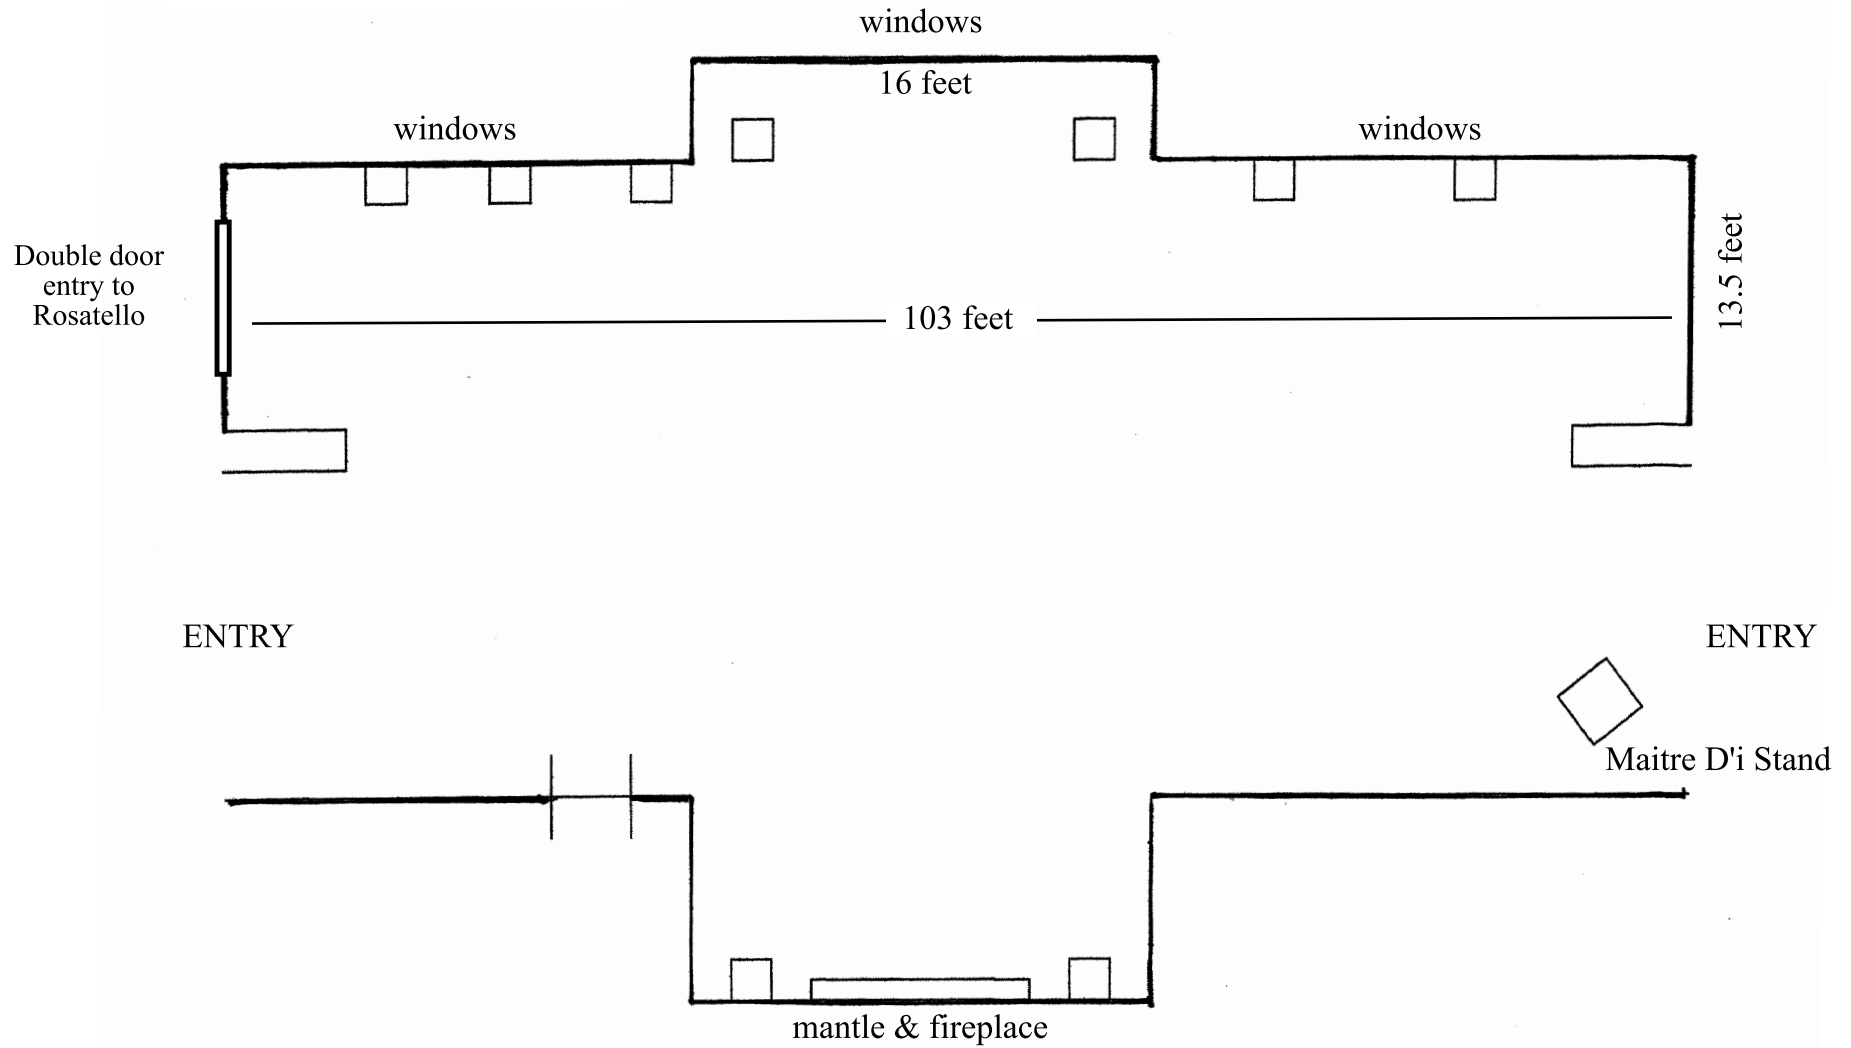 windows
16 feet
windows
windows
Double door
entry to
Rosatello
13.5 feet
103 feet
ENTRY
ENTRY
Maitre D'i Stand
mantle & fireplace